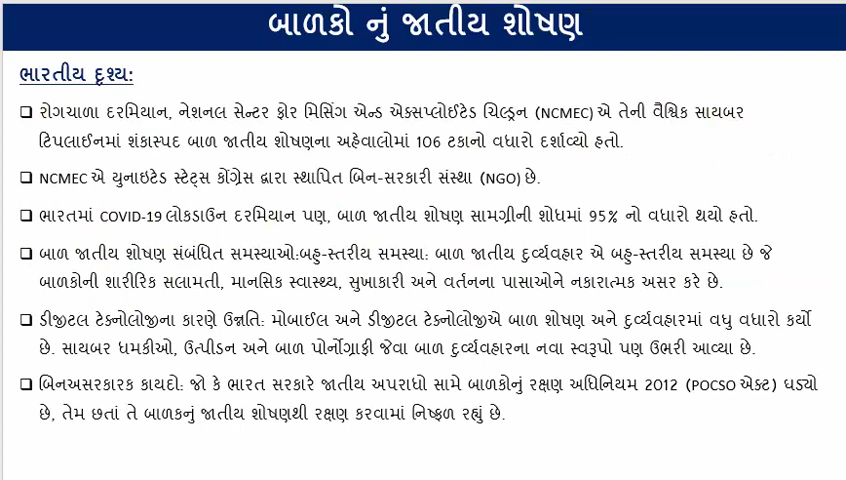 બાળકો નું જાતીય શોષણ
ભારતીય દૃશ્ય:
❑ રોગચાળા દરમિયાન, નેશનલ સેન્ટર ફોર મિસિંગ એન્ડ એક્સપ્લોઈટેડ ચિલ્ડ્રન (NCMEC) એ તેની વૈશ્વિક સાયબર
ટિપલાઈનમાં શંકાસ્પદ બાળ જાતીય શોષણના અહેવાલોમાં 106 ટકાનો વધારો દર્શાવ્યો હતો.
❑ NCMEC એ યુનાઇટેડ સ્ટેટ્સ કોંગ્રેસ દ્વારા સ્થાપિત બિન-સરકારી સંસ્થા (NGO) છે.
❑ ભારતમાં COVID-19 લોકડાઉન દરમિયાન પણ, બાળ જાતીય શોષણ સામગ્રીની શોધમાં 95% નો વધારો થયો હતો.
❑ બાળ જાતીય શોષણ સંબંધિત સમસ્યાઓ:બહુ-સ્તરીય સમસ્યા: બાળ જાતીય દુર્વ્યવહાર એ બહુ-સ્તરીય સમસ્યા છે જે
બાળકોની શારીરિક સલામતી, માનસિક સ્વાસ્થ્ય, સુખાકારી અને વર્તનના પાસાઓને નકારાત્મક અસર કરે છે.
❑ ડીજીટલ ટેક્નોલોજીના કારણે ઉન્નતિ: મોબાઈલ અને ડીજીટલ ટેક્નોલોજીએ બાળ શોષણ અને દુર્વ્યવહારમાં વધુ વધારો કર્યો
છે. સાયબર ધમકીઓ, ઉત્પીડન અને બાળ પોર્નોગ્રાફી જેવા બાળ દુર્વ્યવહારના નવા સ્વરૂપો પણ ઉભરી આવ્યા છે.
❑ બિનઅસરકારક કાયદો: જો કે ભારત સરકારે જાતીય અપરાધો સામે બાળકોનું રક્ષણ અધિનિયમ 2012 (POCSO એક્ટ) ઘડ્યો
છે, તેમ છતાં તે બાળકનું જાતીય શોષણથી રક્ષણ કરવામાં નિષ્ફળ રહ્યું છે.